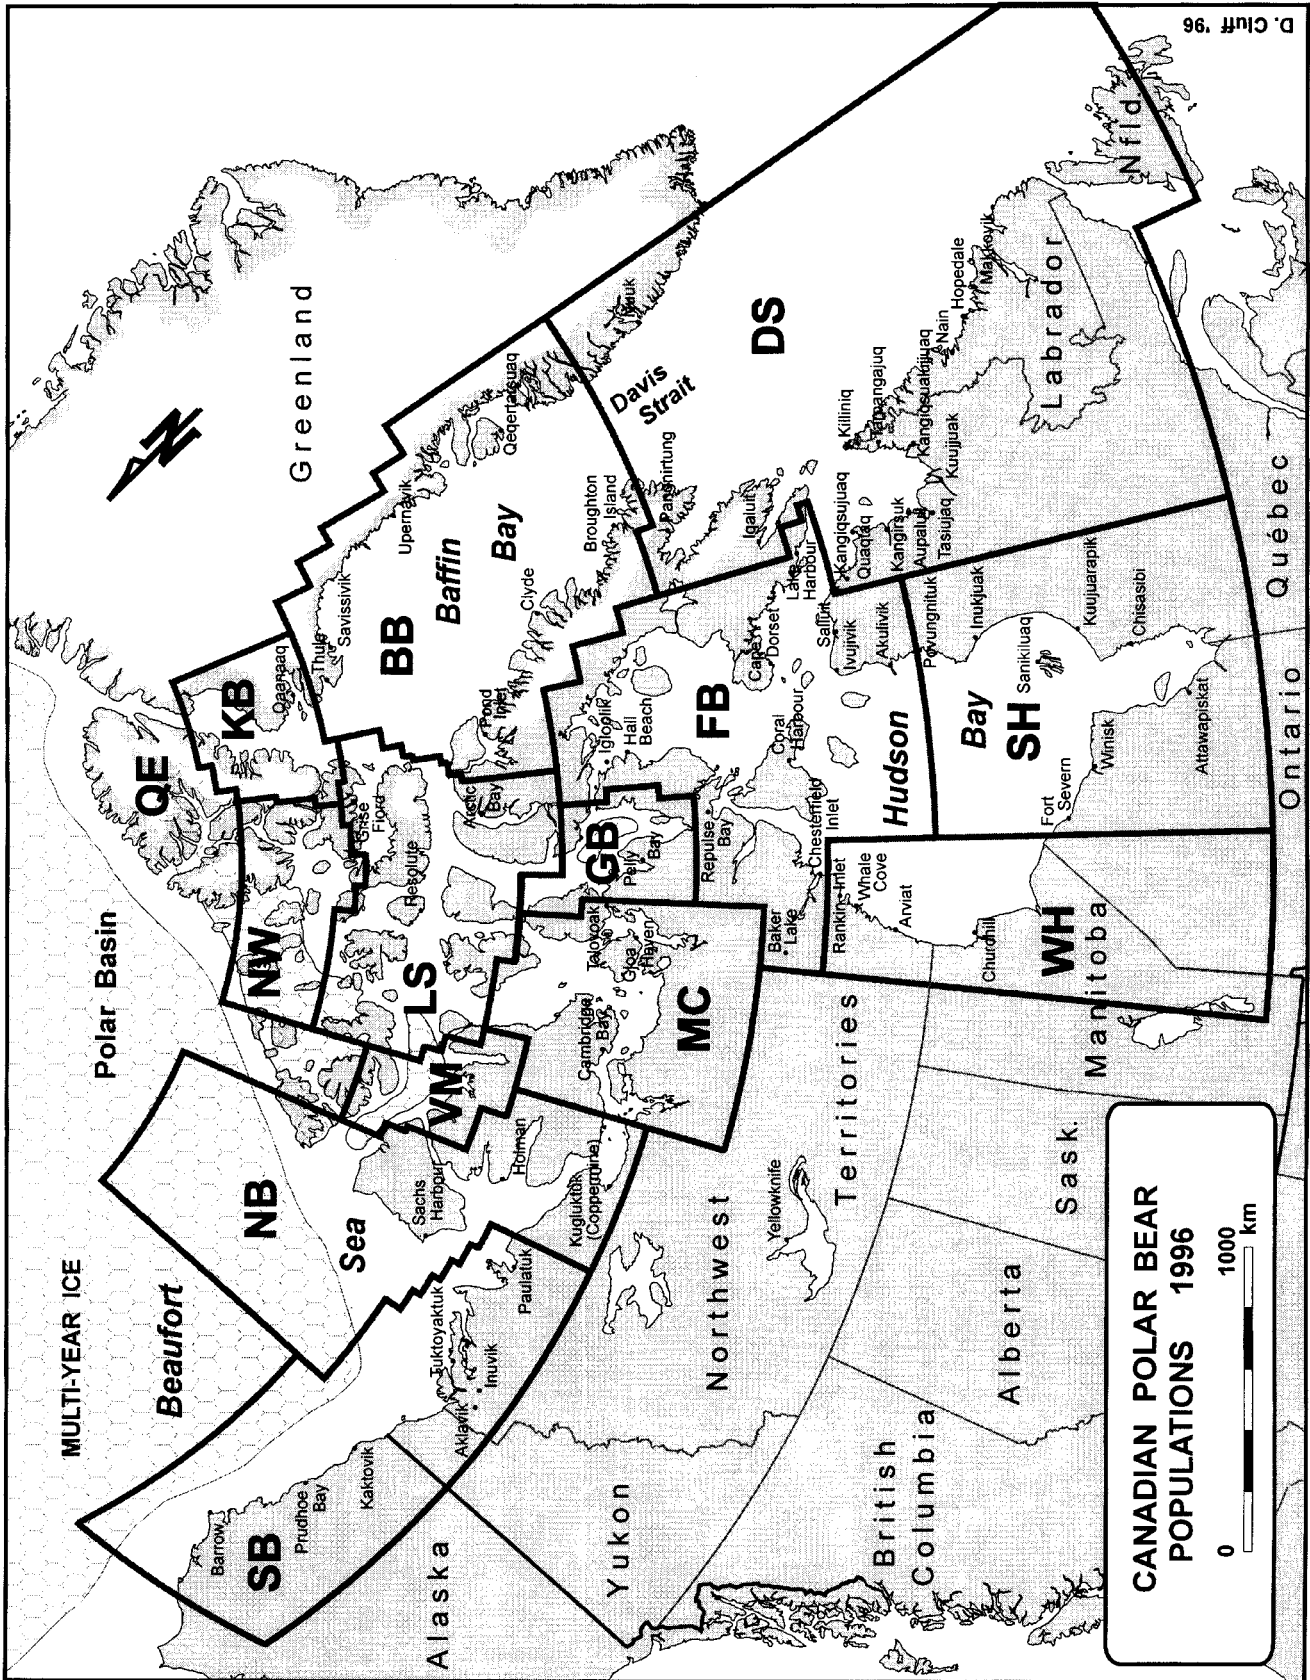 D. Cluff '96
MULTI-YEAR ICE
Polar Basin
Beaufort
Sea
Greenland
QE
KB
NW
NB
SB
VM
LS
BB
Baffin
Bay
GB
FB
MC
DS
Davis
Strait
Hudson
Bay
SH
WH
Barrow
Prudhoe
Bay
Kaktovik
Aklavik
Inuvik
Tuktoyaktuk
Paulatuk
Sachs
Harbour
Holman
Kugluktuk
(Coppermine)
Cambridge
Bay
Gjoa
Haven
Taloyoak
Pelly
Bay
Repulse
Bay
Resolute
Grise
Fiord
Arctic
Bay
Pond
Inlet
Clyde
Broughton
Island
Pangnirtung
Iqaluit
Lake
Harbour
Cape
Dorset
Igloolik
Hall
Beach
Coral
Harbour
Chesterfield
Inlet
Baker
Lake
Rankin Inlet
Whale
Cove
Arviat
Churchill
Fort
Severn
Winisk
Attawapiskat
Sanikiluaq
Chisasibi
Kuujuarapik
Inukjuak
Povungnituk
Akulivik
Ivujivik
Salluit
Kangiqsujuaq
Quaqtaq
Kangirsuk
Aupaluk
Tasiujaq
Kuujjuak
Killiniq
Nain
Hopedale
Makkovik
Qaanaaq
Thule
Savissivik
Upernavik
Qeqertarsuaq
Nuuk
Yellowknife
Alaska
Yukon
Northwest
Territories
British
Columbia
Alberta
Sask.
Manitoba
Ontario
Québec
Labrador
Nfld.
CANADIAN POLAR BEAR
POPULATIONS 1996
0
1000
km
N